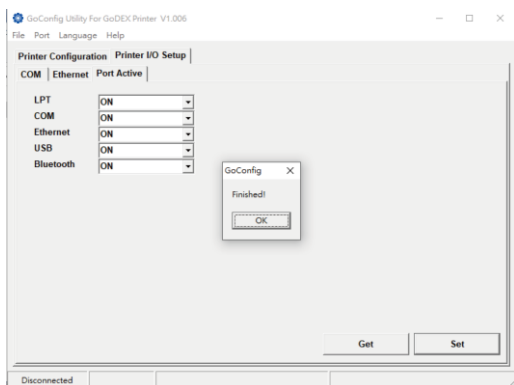 GoConfig Utility For GoDEX Printer V1.006
File Port Language Help
Printer Configuration Printer I/O Setup
COM Ethernet Port Active
LPT ON
COM ON
Ethernet ON
USB ON
Bluetooth ON
GoConfig X
Finished!
OK
Get Set
Disconnected